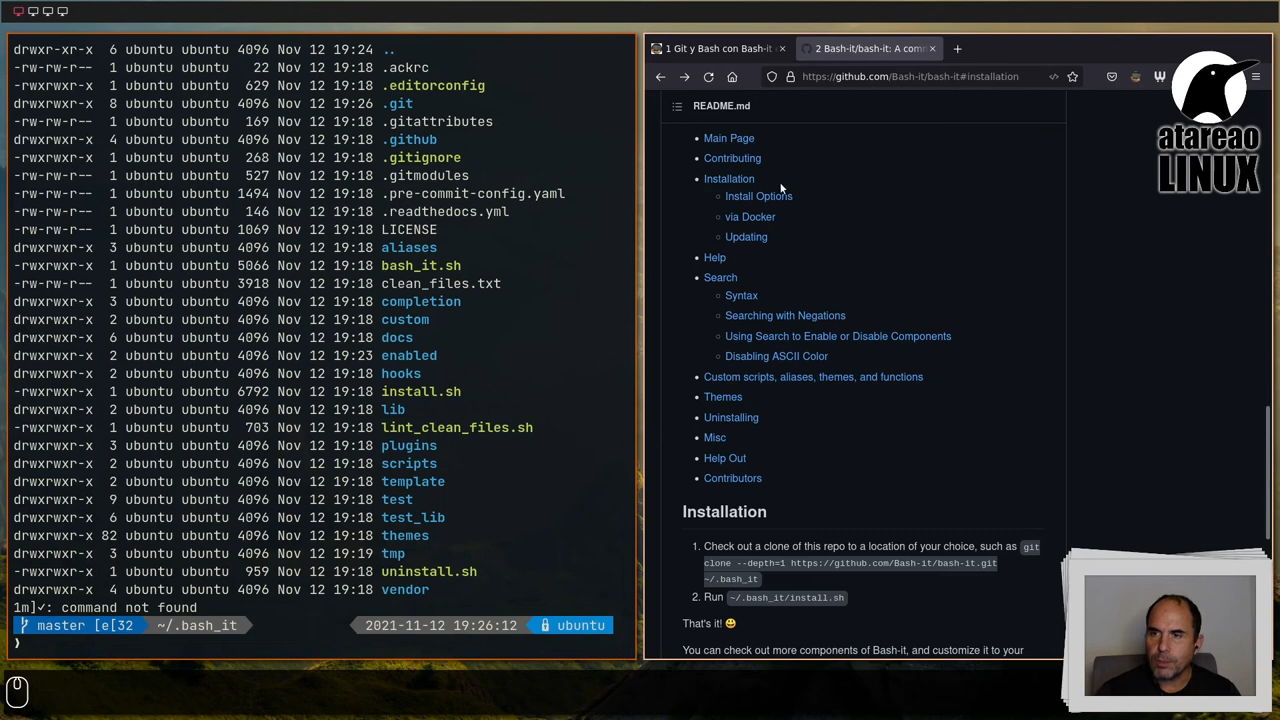 drwxr-xr-x  6 ubuntu ubuntu 4096 Nov 12 19:24 ..
-rw-rw-r--  1 ubuntu ubuntu   22 Nov 12 19:18 .ackrc
-rw-rw-r--  1 ubuntu ubuntu  629 Nov 12 19:18 .editorconfig
drwxrwxr-x  8 ubuntu ubuntu 4096 Nov 12 19:26 .git
-rw-rw-r--  1 ubuntu ubuntu  169 Nov 12 19:18 .gitattributes
drwxrwxr-x  4 ubuntu ubuntu 4096 Nov 12 19:18 .github
-rw-rw-r--  1 ubuntu ubuntu  268 Nov 12 19:18 .gitignore
-rw-rw-r--  1 ubuntu ubuntu  527 Nov 12 19:18 .gitmodules
-rw-rw-r--  1 ubuntu ubuntu 1494 Nov 12 19:18 .pre-commit-config.yaml
-rw-rw-r--  1 ubuntu ubuntu  146 Nov 12 19:18 .readthedocs.yml
-rw-rw-r--  1 ubuntu ubuntu 1069 Nov 12 19:18 LICENSE
drwxrwxr-x  3 ubuntu ubuntu 4096 Nov 12 19:18 aliases
-rwxrwxr-x  1 ubuntu ubuntu 5066 Nov 12 19:18 bash_it.sh
-rw-rw-r--  1 ubuntu ubuntu 3918 Nov 12 19:18 clean_files.txt
drwxrwxr-x  3 ubuntu ubuntu 4096 Nov 12 19:18 completion
drwxrwxr-x  2 ubuntu ubuntu 4096 Nov 12 19:18 custom
drwxrwxr-x  6 ubuntu ubuntu 4096 Nov 12 19:18 docs
drwxrwxr-x  2 ubuntu ubuntu 4096 Nov 12 19:23 enabled
drwxrwxr-x  2 ubuntu ubuntu 4096 Nov 12 19:18 hooks
-rwxrwxr-x  1 ubuntu ubuntu 6792 Nov 12 19:18 install.sh
drwxrwxr-x  2 ubuntu ubuntu 4096 Nov 12 19:18 lib
-rwxrwxr-x  1 ubuntu ubuntu  703 Nov 12 19:18 lint_clean_files.sh
drwxrwxr-x  3 ubuntu ubuntu 4096 Nov 12 19:18 plugins
drwxrwxr-x  2 ubuntu ubuntu 4096 Nov 12 19:18 scripts
drwxrwxr-x  2 ubuntu ubuntu 4096 Nov 12 19:18 template
drwxrwxr-x  9 ubuntu ubuntu 4096 Nov 12 19:18 test
drwxrwxr-x  6 ubuntu ubuntu 4096 Nov 12 19:18 test_lib
drwxrwxr-x 82 ubuntu ubuntu 4096 Nov 12 19:18 themes
drwxrwxr-x  3 ubuntu ubuntu 4096 Nov 12 19:19 tmp
-rwxrwxr-x  1 ubuntu ubuntu  959 Nov 12 19:18 uninstall.sh
drwxrwxr-x  4 ubuntu ubuntu 4096 Nov 12 19:18 vendor
1m]✓: command not found
master [e[32 ~/.bash_it 2021-11-12 19:26:12 ubuntu
❯
1 Git y Bash con Bash-it
2 Bash-it/bash-it: A comm
https://github.com/Bash-it/bash-it#installation
README.md
Main Page
Contributing
Installation
Install Options
via Docker
Updating
Help
Search
Syntax
Searching with Negations
Using Search to Enable or Disable Components
Disabling ASCII Color
Custom scripts, aliases, themes, and functions
Themes
Uninstalling
Misc
Help Out
Contributors
Installation
1. Check out a clone of this repo to a location of your choice, such as git
clone --depth=1 https://github.com/Bash-it/bash-it.git
~/.bash_it
2. Run ~/.bash_it/install.sh
That's it! 😃
You can check out more components of Bash-it, and customize it to your
atareao
LINUX